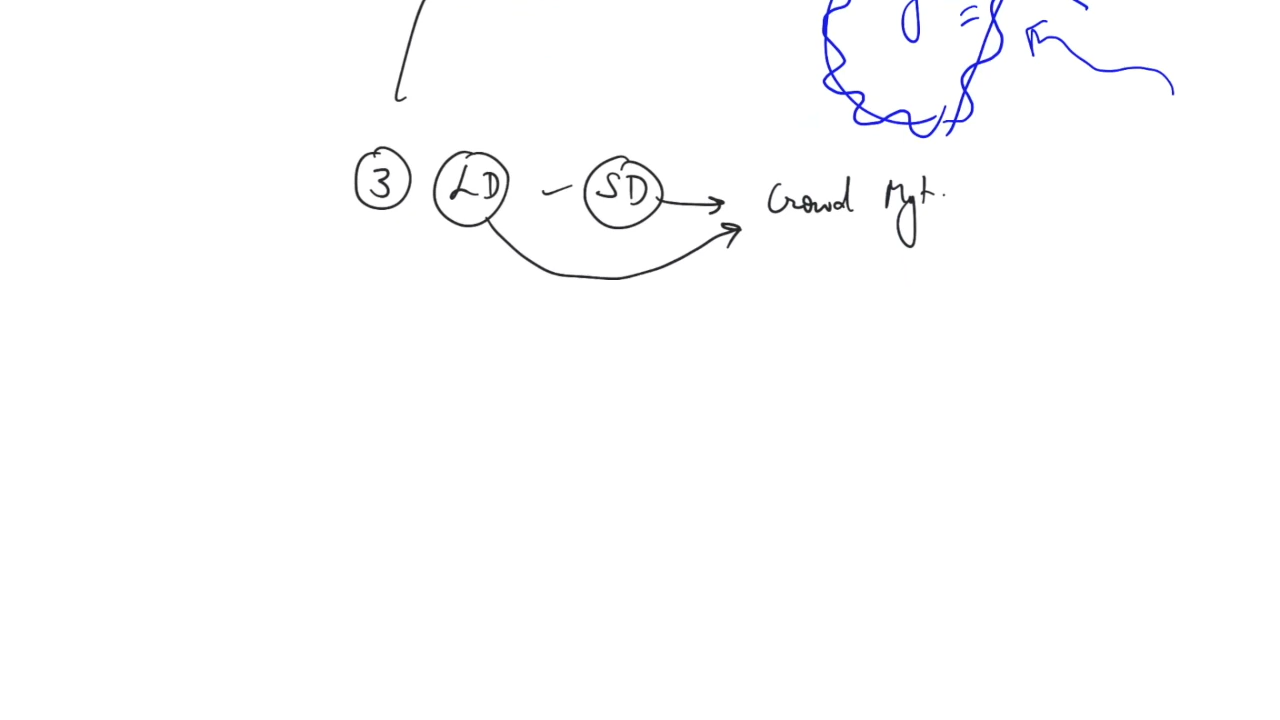 3 LD - SD → Crowd Mgt.